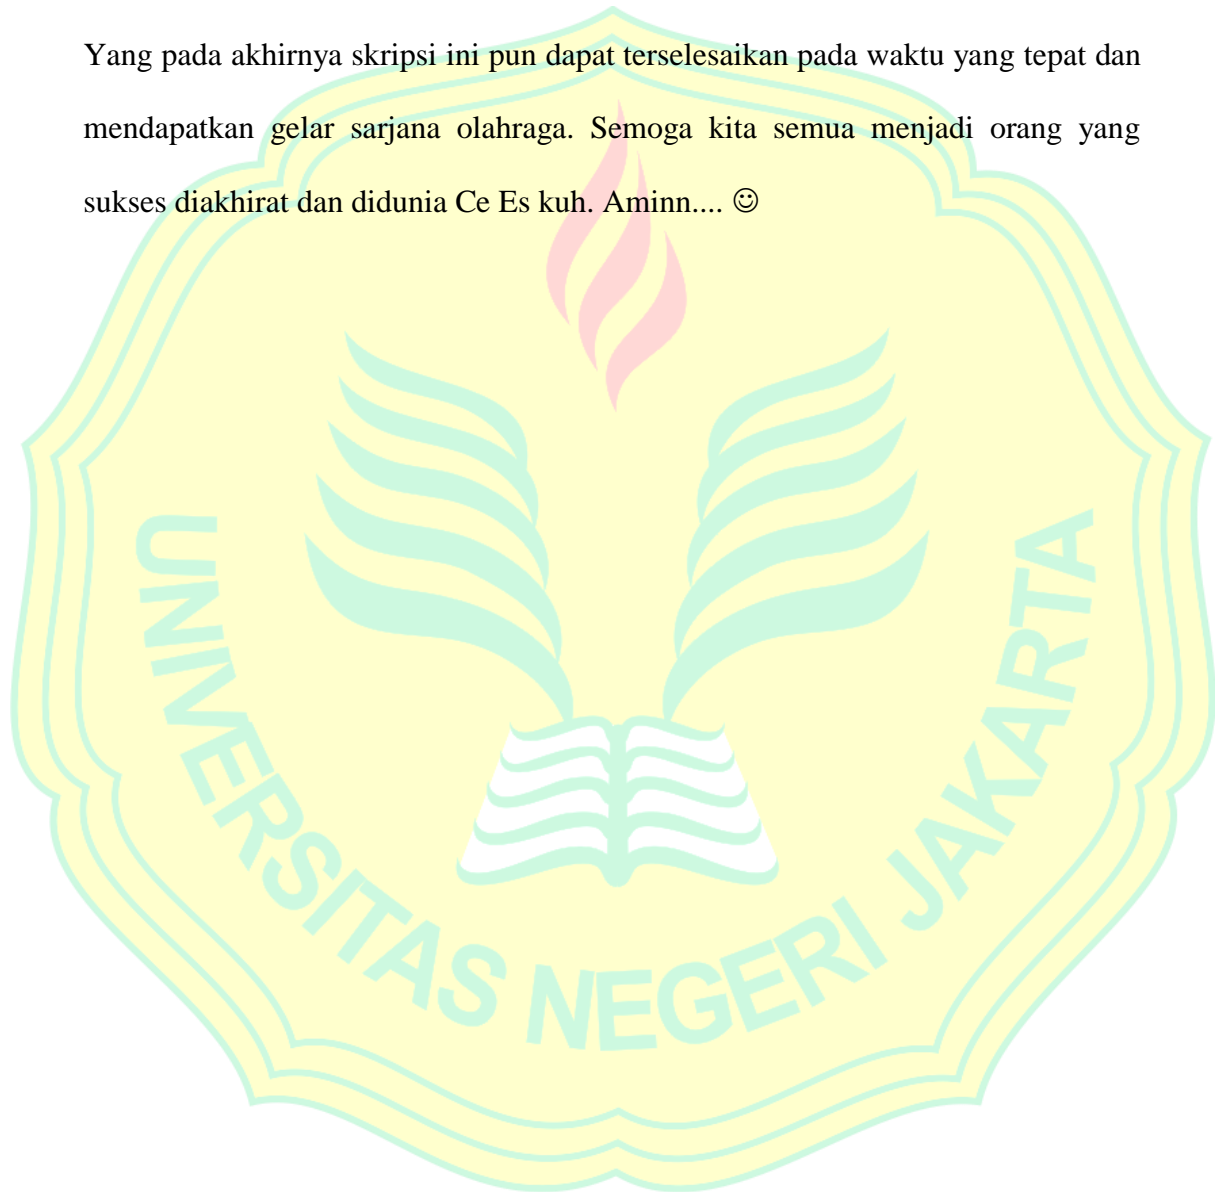 Yang pada akhirnya skripsi ini pun dapat terselesaikan pada waktu yang tepat dan
mendapatkan gelar sarjana olahraga. Semoga kita semua menjadi orang yang
sukses diakhirat dan didunia Ce Es kuh. Aminn.... ☺
UNIVERSITAS NEGERI JAKARTA